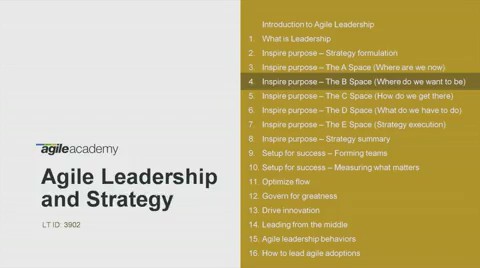 agileacademy
Agile Leadership
and Strategy
LT ID 3902
Introduction to Agile Leadership
1. What is Leadership
2. Inspire purpose – Strategy formulation
3. Inspire purpose – The A Space (Where are we now)
4. Inspire purpose – The B Space (Where do we want to be)
5. Inspire purpose – The C Space (How do we get there)
6. Inspire purpose – The D Space (What do we have to do)
7. Inspire purpose – The E Space (Strategy execution)
8. Inspire purpose – Strategy summary
9. Setup for success – Forming teams
10. Setup for success – Measuring what matters
11. Optimize flow
12. Govern for greatness
13. Drive innovation
14. Leading from the middle
15. Agile leadership behaviors
16. How to lead agile adoptions